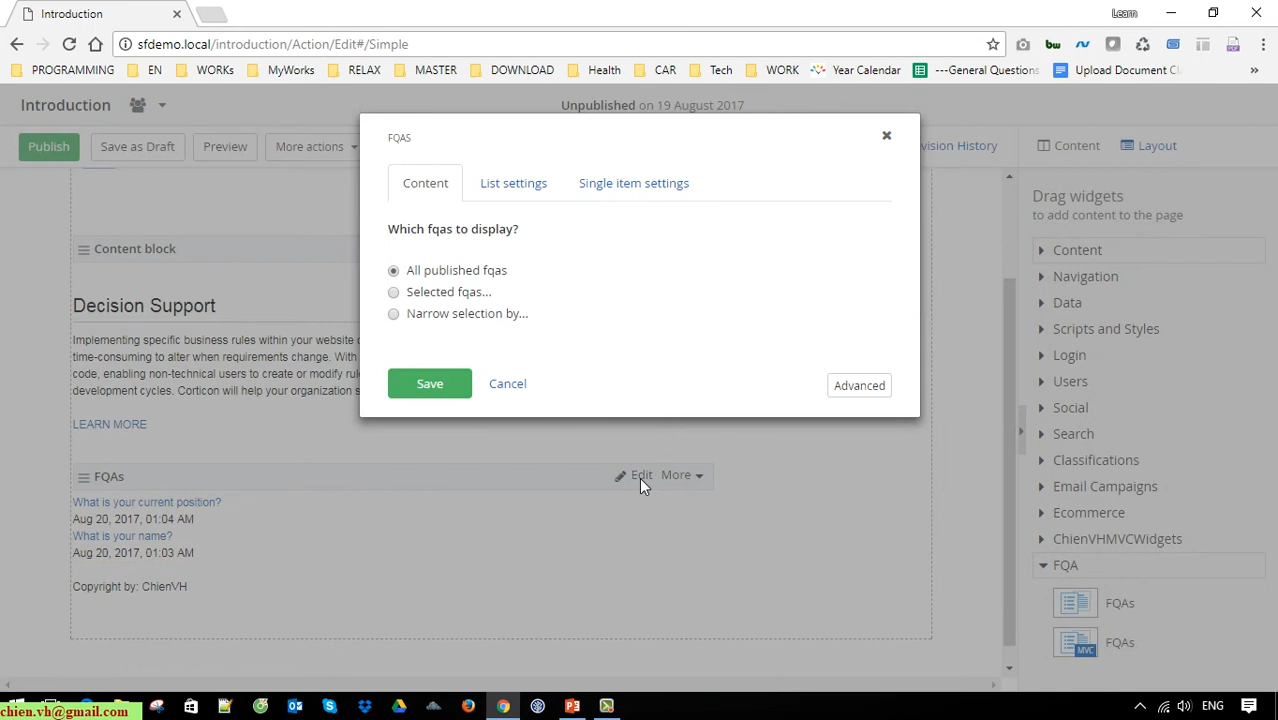 Introduction
Learn
sfdemo.local/introduction/Action/Edit#/Simple
PROGRAMMING EN WORKs MyWorks RELAX MASTER DOWNLOAD Health CAR Tech WORK Year Calendar ---General Questions Upload Document Cl »
Introduction
Unpublished on 19 August 2017
Publish Save as Draft Preview More actions
vision History Content Layout
FQAS
Content List settings Single item settings
Which fqas to display?
All published fqas
Selected fqas...
Narrow selection by...
Save Cancel Advanced
Content block
Decision Support
Implementing specific business rules within your website c
time-consuming to alter when requirements change. With
code, enabling non-technical users to create or modify rule
development cycles. Corticon will help your organization s
LEARN MORE
FQAs Edit More
What is your current position?
Aug 20, 2017, 01:04 AM
What is your name?
Aug 20, 2017, 01:03 AM
Copyright by: ChienVH
Drag widgets
to add content to the page
Content
Navigation
Data
Scripts and Styles
Login
Users
Social
Search
Classifications
Email Campaigns
Ecommerce
ChienVHMVCWidgets
FQA
FQAs
FQAs
MVC
chien.vh@gmail.com
ENG